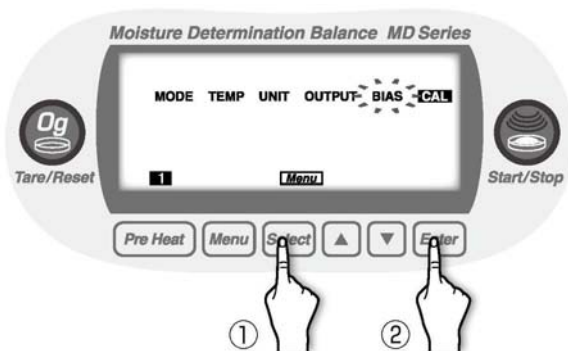 Moisture Determination Balance MD Series
MODE TEMP UNIT OUTPUT BIAS CAL
0g
1 Menu
Tare/Reset Start/Stop
Pre Heat Menu Select ▲ ▼ Enter
① ②